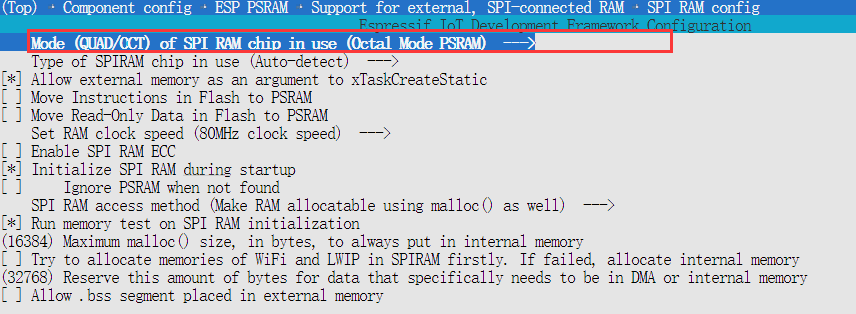 (Top) → Component config → ESP PSRAM → Support for external, SPI-connected RAM → SPI RAM config
Espressif IoT Development Framework Configuration
Mode (QUAD/OCT) of SPI RAM chip in use (Octal Mode PSRAM)  --->
Type of SPIRAM chip in use (Auto-detect)  --->
[*] Allow external memory as an argument to xTaskCreateStatic
[ ] Move Instructions in Flash to PSRAM
[ ] Move Read-Only Data in Flash to PSRAM
Set RAM clock speed (80MHz clock speed)  --->
[ ] Enable SPI RAM ECC
[*] Initialize SPI RAM during startup
[ ]     Ignore PSRAM when not found
SPI RAM access method (Make RAM allocatable using malloc() as well)  --->
[*] Run memory test on SPI RAM initialization
(16384) Maximum malloc() size, in bytes, to always put in internal memory
[ ] Try to allocate memories of WiFi and LWIP in SPIRAM firstly. If failed, allocate internal memory
(32768) Reserve this amount of bytes for data that specifically needs to be in DMA or internal memory
[ ] Allow .bss segment placed in external memory